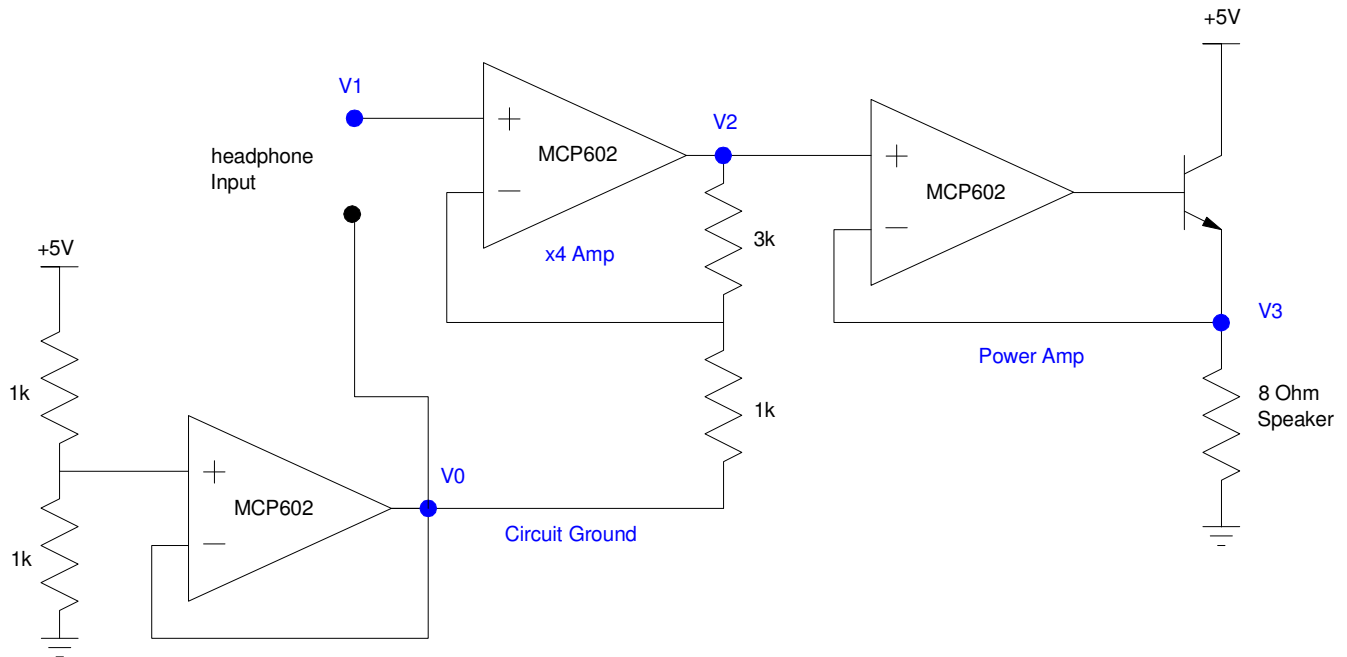 +5V
V1
headphone
Input
+
MCP602
−
x4 Amp
V2
3k
1k
+
MCP602
−
Power Amp
V3
8 Ohm
Speaker
+5V
1k
1k
+
MCP602
−
V0
Circuit Ground